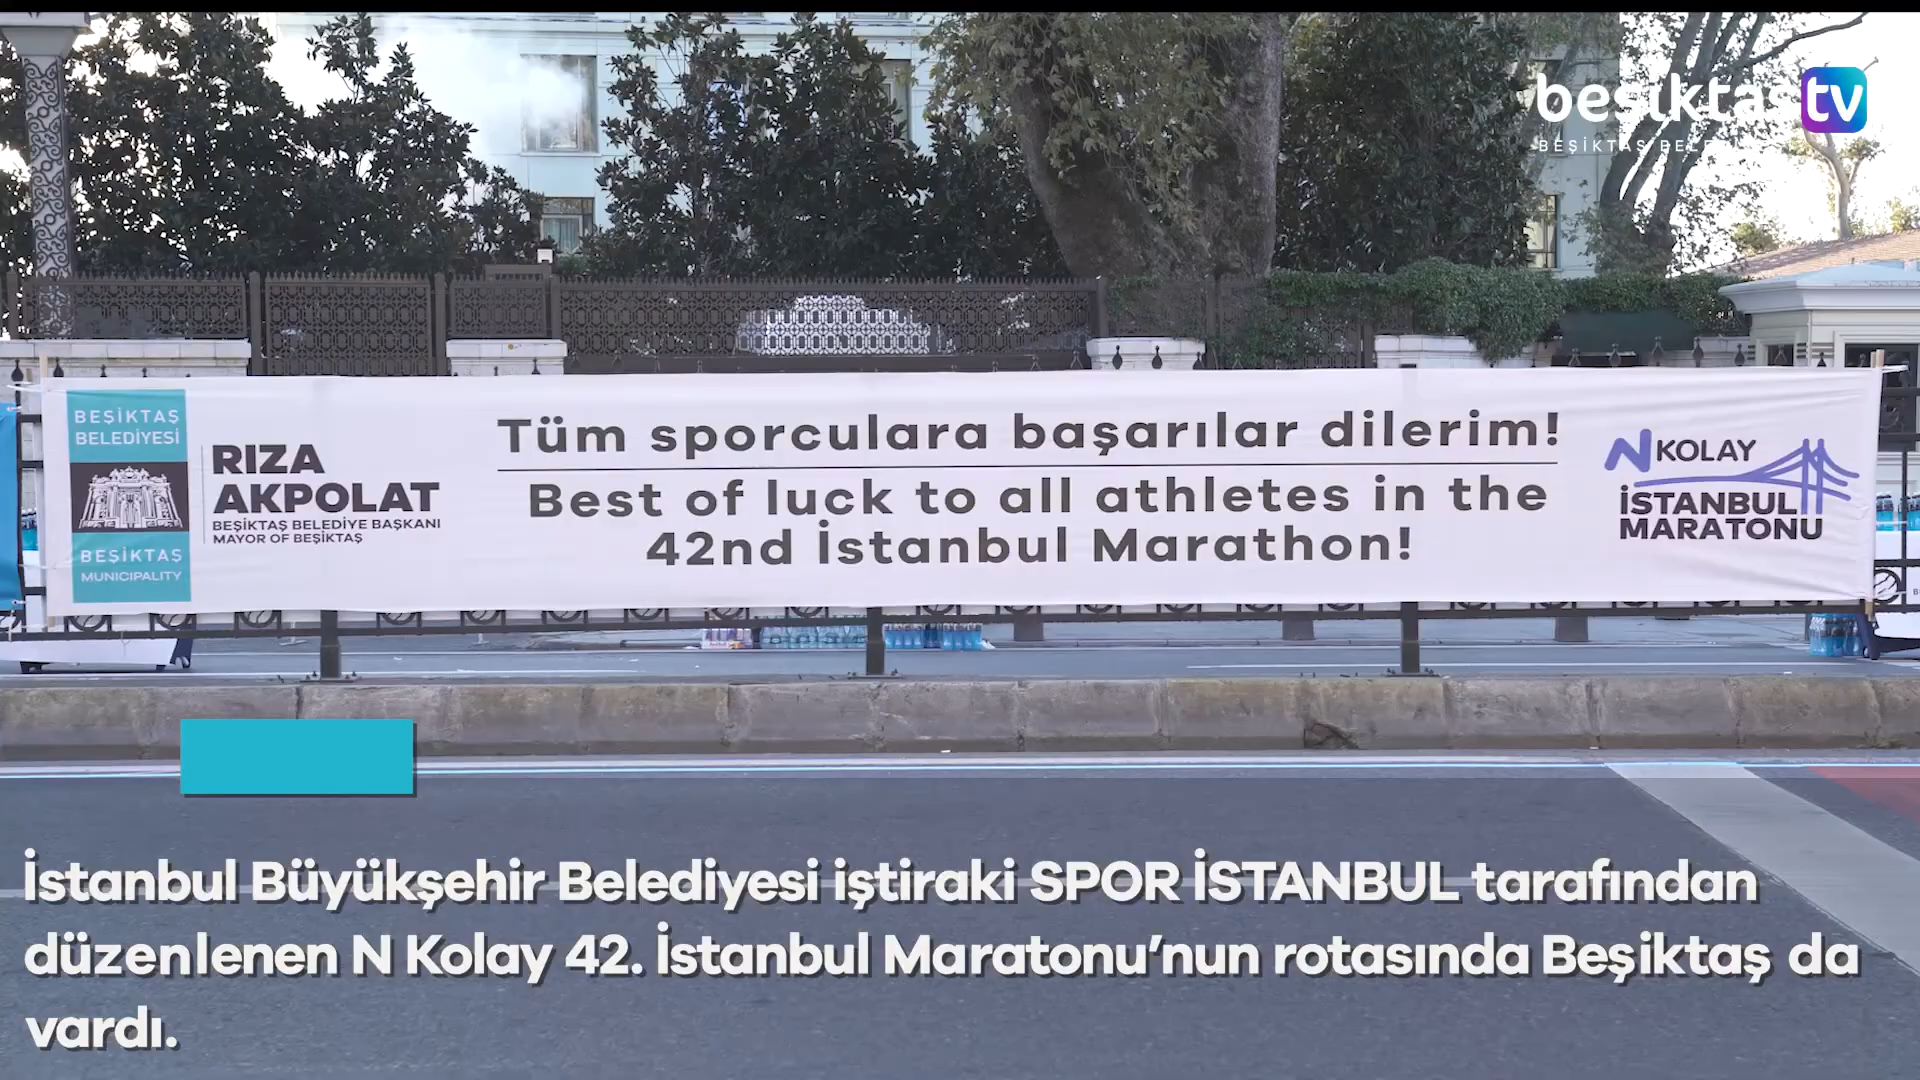 beşiktaş tv
BEŞİKTAŞ
BEŞİKTAŞ
BELEDİYESİ
BEŞİKTAŞ
MUNICIPALITY
RIZA
AKPOLAT
BEŞİKTAŞ BELEDİYE BAŞKANI
MAYOR OF BEŞİKTAŞ
Tüm sporculara başarılar dilerim!
Best of luck to all athletes in the
42nd İstanbul Marathon!
N KOLAY
İSTANBUL
MARATONU
İstanbul Büyükşehir Belediyesi iştiraki SPOR İSTANBUL tarafından
düzenlenen N Kolay 42. İstanbul Maratonu’nun rotasında Beşiktaş da
vardı.